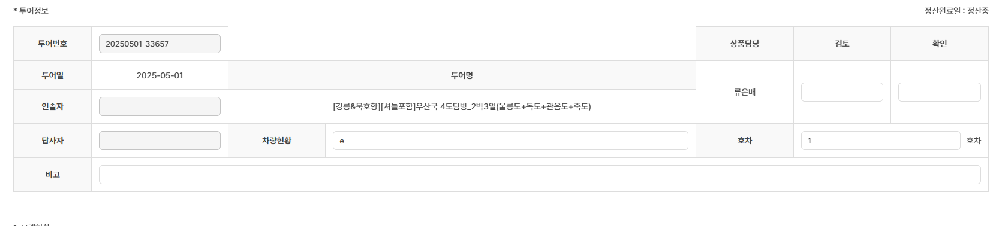 * 투어정보
정산완료일 : 정산중
투어번호 20250501_33657 상품담당 검토 확인
투어일 2025-05-01 투어명
류은배
인솔자 [강릉&묵호항][셔틀포함]우산국 4도탐방_2박3일(울릉도+독도+관음도+죽도)
답사자 차량현황 e 호차 1 호차
비고